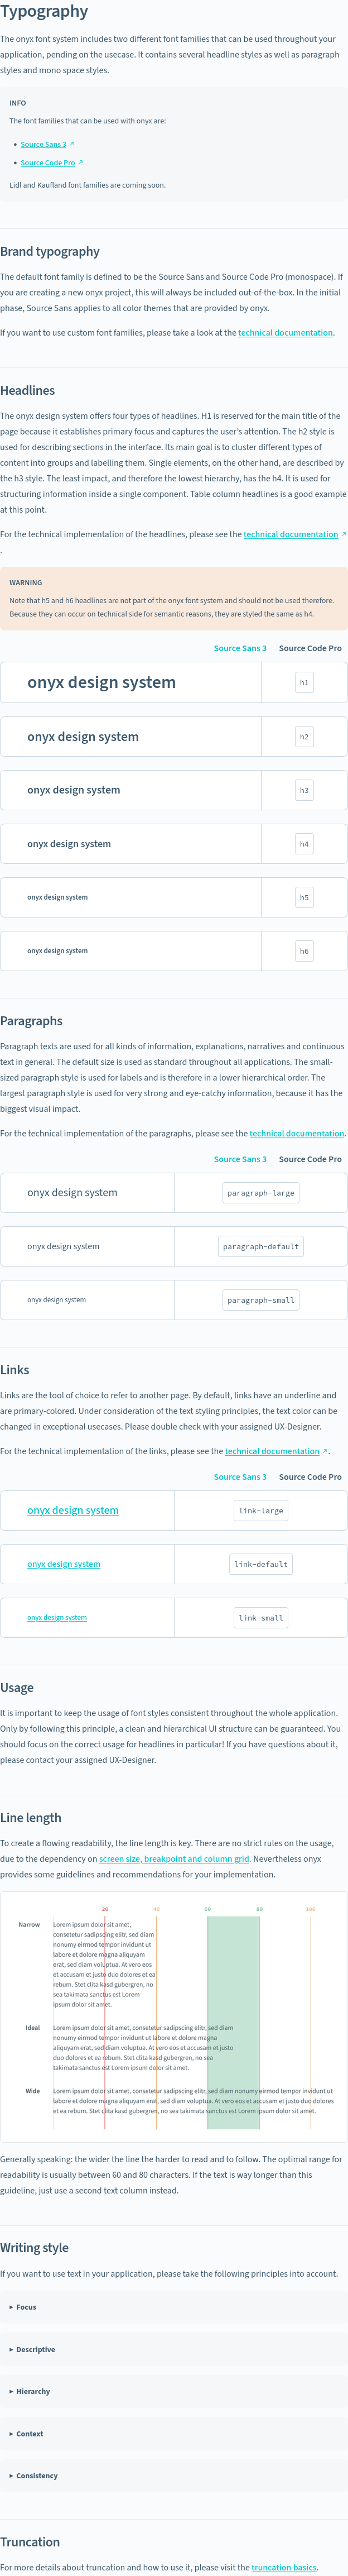 Typography
The onyx font system includes two different font families that can be used throughout your
application, pending on the usecase. It contains several headline styles as well as paragraph
styles and mono space styles.
INFO
The font families that can be used with onyx are:
• Source Sans 3 ↗
• Source Code Pro ↗
Lidl and Kaufland font families are coming soon.
Brand typography
The default font family is defined to be the Source Sans and Source Code Pro (monospace). If
you are creating a new onyx project, this will always be included out-of-the-box. In the initial
phase, Source Sans applies to all color themes that are provided by onyx.
If you want to use custom font families, please take a look at the technical documentation.
Headlines
The onyx design system offers four types of headlines. H1 is reserved for the main title of the
page because it establishes primary focus and captures the user's attention. The h2 style is
used for describing sections in the interface. Its main goal is to cluster different types of
content into groups and labelling them. Single elements, on the other hand, are described by
the h3 style. The least impact, and therefore the lowest hierarchy, has the h4. It is used for
structuring information inside a single component. Table column headlines is a good example
at this point.
For the technical implementation of the headlines, please see the technical documentation ↗
.
WARNING
Note that h5 and h6 headlines are not part of the onyx font system and should not be used therefore.
Because they can occur on technical side for semantic reasons, they are styled the same as h4.
Source Sans 3 Source Code Pro
onyx design system h1
onyx design system h2
onyx design system h3
onyx design system h4
onyx design system h5
onyx design system h6
Paragraphs
Paragraph texts are used for all kinds of information, explanations, narratives and continuous
text in general. The default size is used as standard throughout all applications. The small-
sized paragraph style is used for labels and is therefore in a lower hierarchical order. The
largest paragraph style is used for very strong and eye-catchy information, because it has the
biggest visual impact.
For the technical implementation of the paragraphs, please see the technical documentation.
Source Sans 3 Source Code Pro
onyx design system paragraph-large
onyx design system paragraph-default
onyx design system paragraph-small
Links
Links are the tool of choice to refer to another page. By default, links have an underline and
are primary-colored. Under consideration of the text styling principles, the text color can be
changed in exceptional usecases. Please double check with your assigned UX-Designer.
For the technical implementation of the links, please see the technical documentation ↗.
Source Sans 3 Source Code Pro
onyx design system link-large
onyx design system link-default
onyx design system link-small
Usage
It is important to keep the usage of font styles consistent throughout the whole application.
Only by following this principle, a clean and hierarchical UI structure can be guaranteed. You
should focus on the correct usage for headlines in particular! If you have questions about it,
please contact your assigned UX-Designer.
Line length
To create a flowing readability, the line length is key. There are no strict rules on the usage,
due to the dependency on screen size, breakpoint and column grid. Nevertheless onyx
provides some guidelines and recommendations for your implementation.
20 40 60 80 100
Narrow Lorem ipsum dolor sit amet,
consetetur sadipscing elitr, sed diam
nonumy eirmod tempor invidunt ut
labore et dolore magna aliquyam
erat, sed diam voluptua. At vero eos
et accusam et justo duo dolores et ea
rebum. Stet clita kasd gubergren, no
sea takimata sanctus est Lorem
ipsum dolor sit amet.
Ideal Lorem ipsum dolor sit amet, consetetur sadipscing elitr, sed diam
nonumy eirmod tempor invidunt ut labore et dolore magna
aliquyam erat, sed diam voluptua. At vero eos et accusam et justo
duo dolores et ea rebum. Stet clita kasd gubergren, no sea
takimata sanctus est Lorem ipsum dolor sit amet.
Wide Lorem ipsum dolor sit amet, consetetur sadipscing elitr, sed diam nonumy eirmod tempor invidunt ut
labore et dolore magna aliquyam erat, sed diam voluptua. At vero eos et accusam et justo duo dolores
et ea rebum. Stet clita kasd gubergren, no sea takimata sanctus est Lorem ipsum dolor sit amet.
Generally speaking: the wider the line the harder to read and to follow. The optimal range for
readability is usually between 60 and 80 characters. If the text is way longer than this
guideline, just use a second text column instead.
Writing style
If you want to use text in your application, please take the following principles into account.
▸ Focus
▸ Descriptive
▸ Hierarchy
▸ Context
▸ Consistency
Truncation
For more details about truncation and how to use it, please visit the truncation basics.